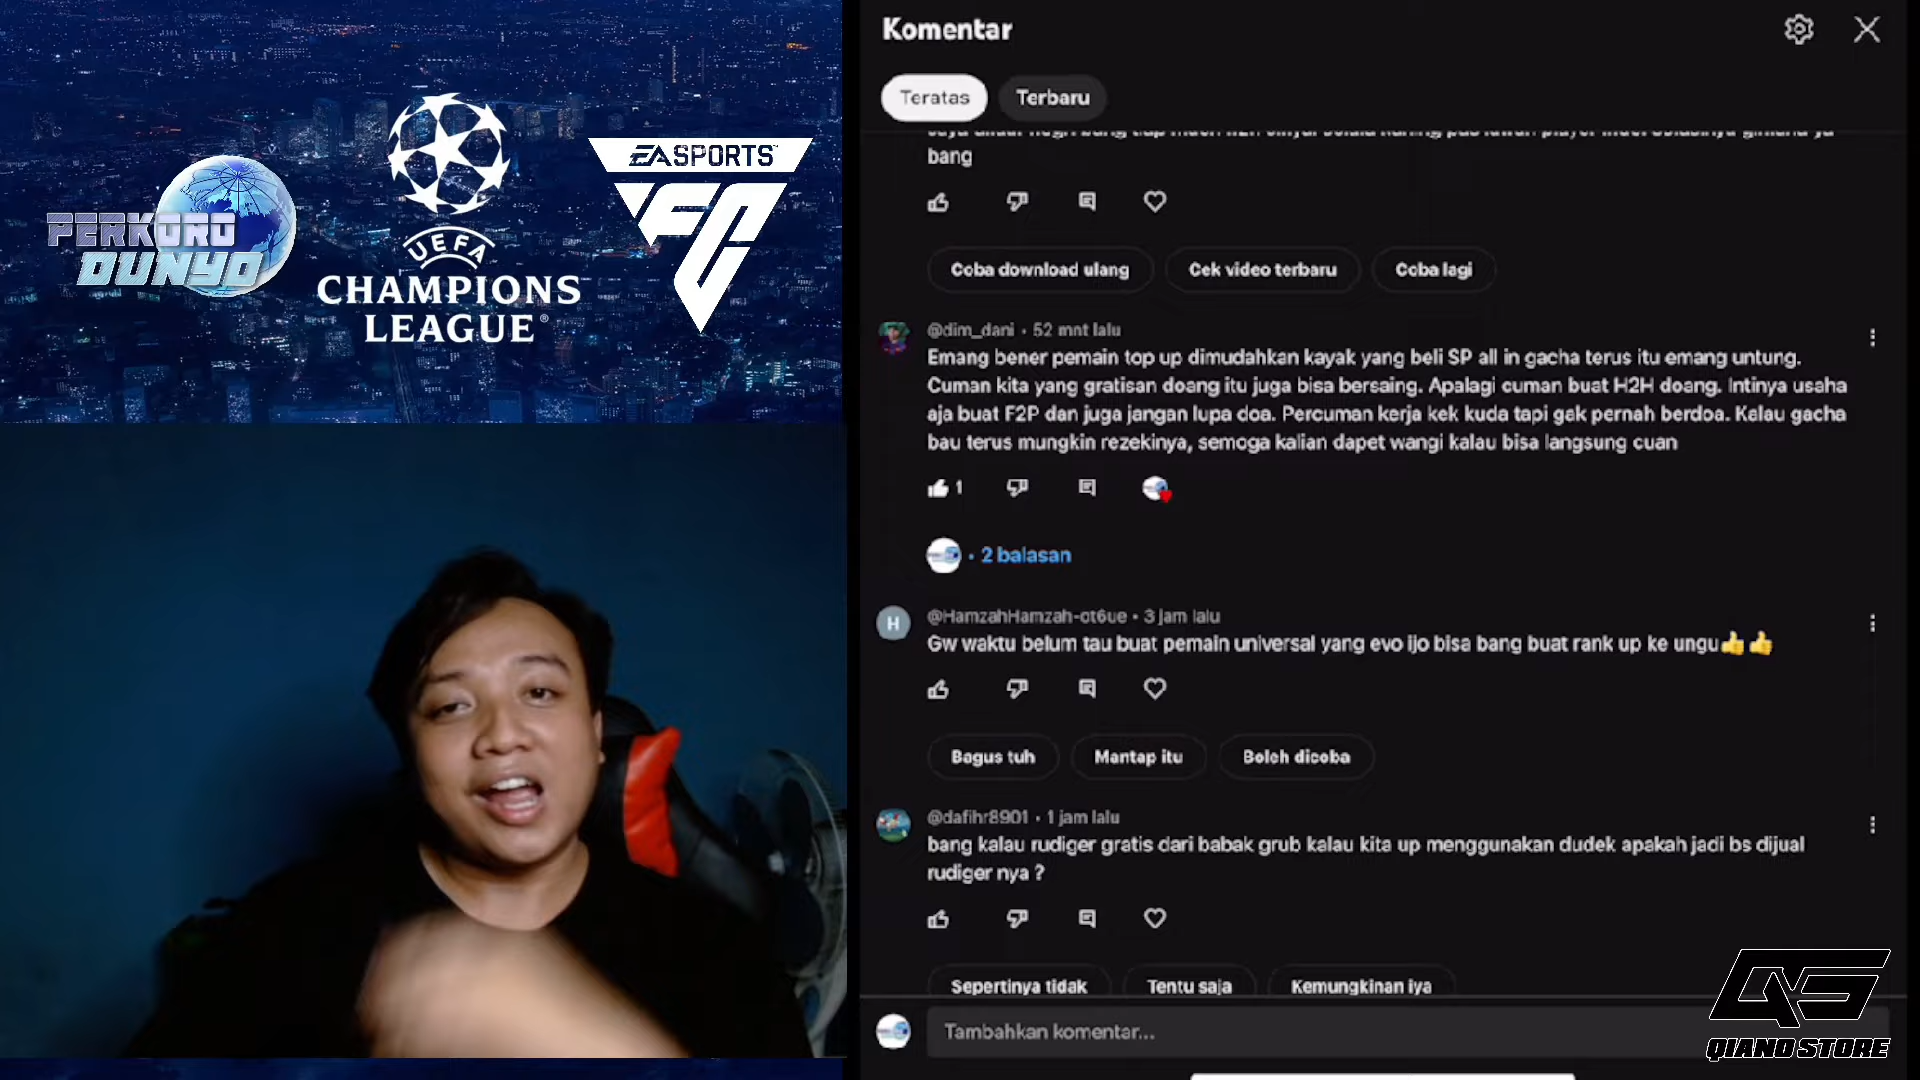 PERKORO
DUNYO
UEFA
CHAMPIONS
LEAGUE®
EA SPORTS
FC
Komentar
Teratas
Terbaru
bang
Coba download ulang
Cek video terbaru
Coba lagi
@dim_dani • 52 mnt lalu
Emang bener pemain top up dimudahkan kayak yang beli SP all in gacha terus itu emang untung.
Cuman kita yang gratisan doang itu juga bisa bersaing. Apalagi cuman buat H2H doang. Intinya usaha
aja buat F2P dan juga jangan lupa doa. Percuman kerja kek kuda tapi gak pernah berdoa. Kalau gacha
bau terus mungkin rezekinya, semoga kalian dapet wangi kalau bisa langsung cuan
1
• 2 balasan
H
@HamzahHamzah-ot6ue • 3 jam lalu
Gw waktu belum tau buat pemain universal yang evo ijo bisa bang buat rank up ke ungu👍👍
Bagus tuh
Mantap itu
Boleh dicoba
@dafihr8901 • 1 jam lalu
bang kalau rudiger gratis dari babak grub kalau kita up menggunakan dudek apakah jadi bs dijual
rudiger nya ?
Sepertinya tidak
Tentu saja
Kemungkinan iya
Tambahkan komentar...
QS
QIANO STORE